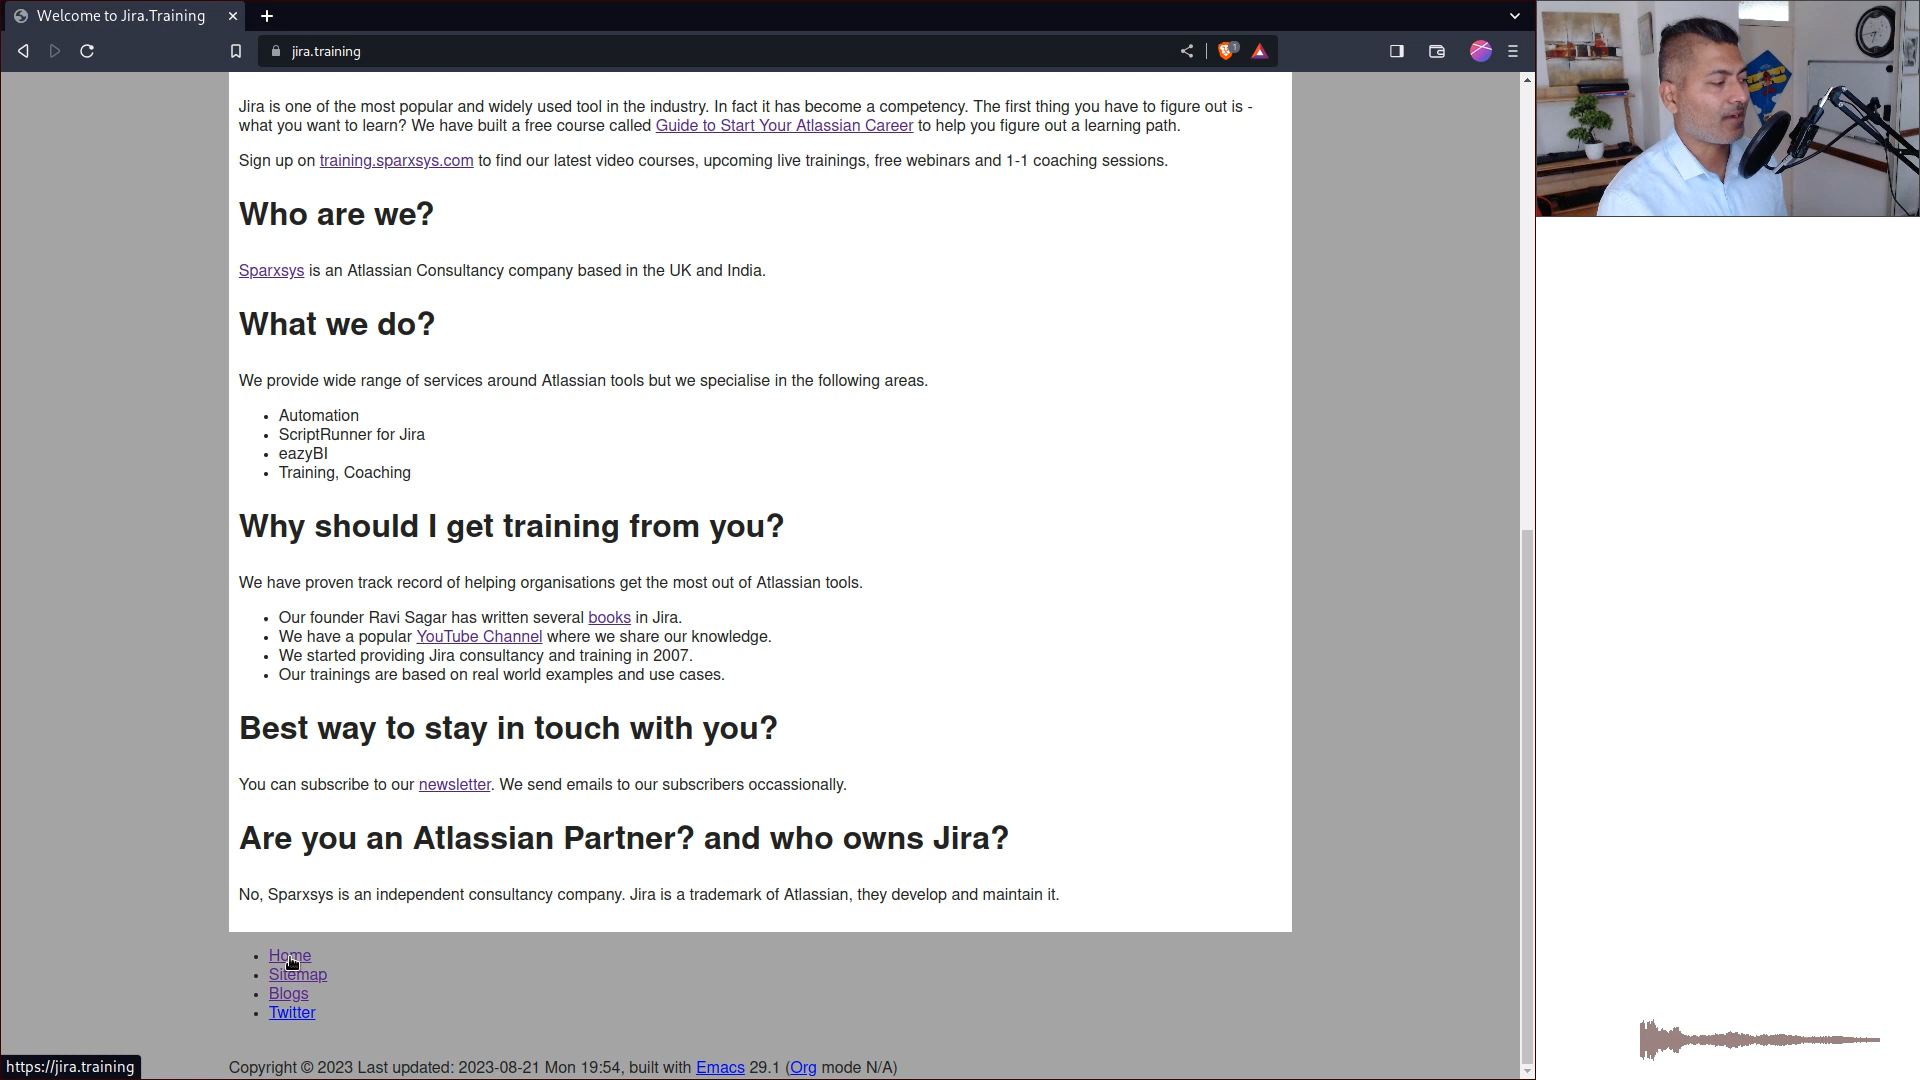 Welcome to Jira.Training
jira.training
1
Jira is one of the most popular and widely used tool in the industry. In fact it has become a competency. The first thing you have to figure out is -
what you want to learn? We have built a free course called Guide to Start Your Atlassian Career to help you figure out a learning path.
Sign up on training.sparxsys.com to find our latest video courses, upcoming live trainings, free webinars and 1-1 coaching sessions.
Who are we?
Sparxsys is an Atlassian Consultancy company based in the UK and India.
What we do?
We provide wide range of services around Atlassian tools but we specialise in the following areas.
• Automation
• ScriptRunner for Jira
• eazyBI
• Training, Coaching
Why should I get training from you?
We have proven track record of helping organisations get the most out of Atlassian tools.
• Our founder Ravi Sagar has written several books in Jira.
• We have a popular YouTube Channel where we share our knowledge.
• We started providing Jira consultancy and training in 2007.
• Our trainings are based on real world examples and use cases.
Best way to stay in touch with you?
You can subscribe to our newsletter. We send emails to our subscribers occassionally.
Are you an Atlassian Partner? and who owns Jira?
No, Sparxsys is an independent consultancy company. Jira is a trademark of Atlassian, they develop and maintain it.
• Home
• Sitemap
• Blogs
• Twitter
https://jira.training
Copyright © 2023 Last updated: 2023-08-21 Mon 19:54, built with Emacs 29.1 (Org mode N/A)